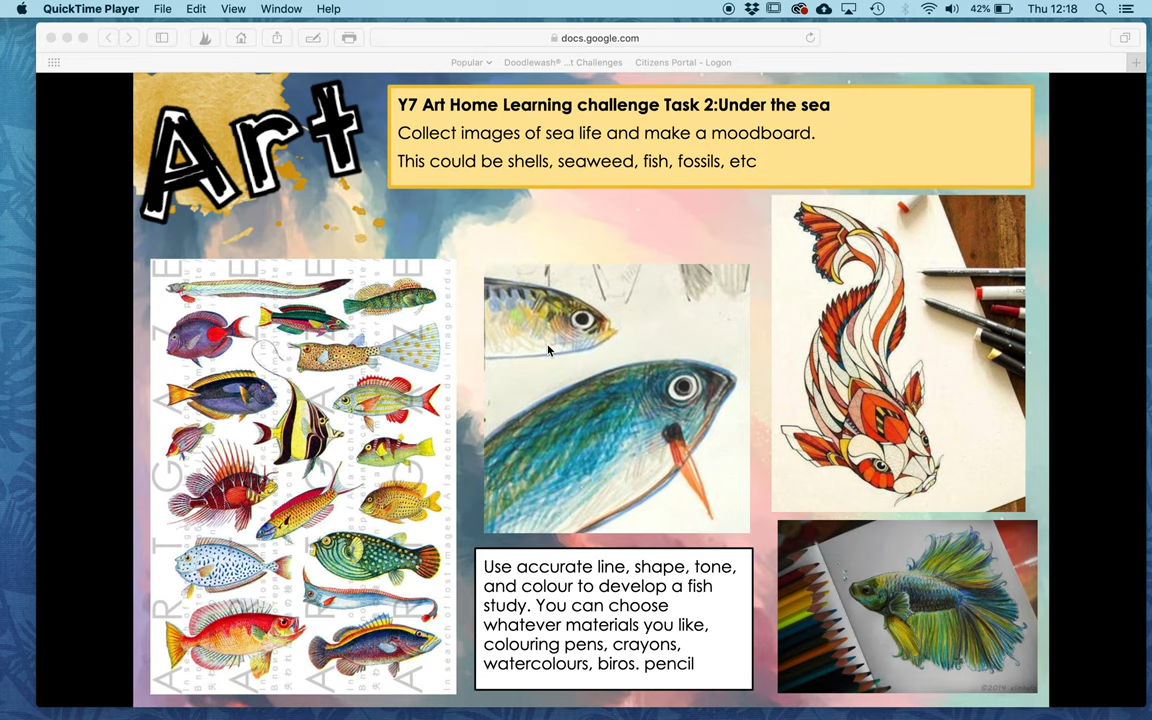 QuickTime Player File Edit View Window Help 42% Thu 12:18
docs.google.com
Popular Doodlewash® ...t Challenges Citizens Portal - Logon
Art
Y7 Art Home Learning challenge Task 2:Under the sea
Collect images of sea life and make a moodboard.
This could be shells, seaweed, fish, fossils, etc
ARTGAZE
ARTGAZE
Use accurate line, shape, tone,
and colour to develop a fish
study. You can choose
whatever materials you like,
colouring pens, crayons,
watercolours, biros. pencil